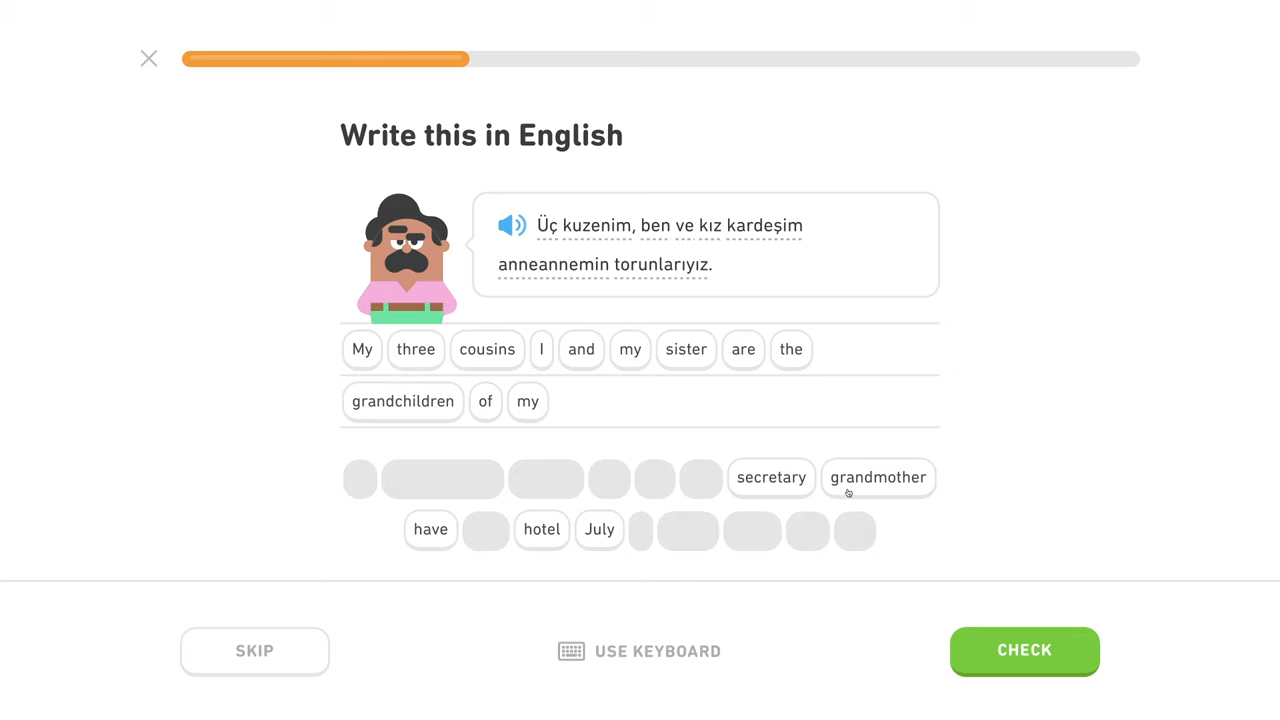 Write this in English
Üç kuzenim, ben ve kız kardeşim
anneannemin torunlarıyız.
My three cousins I and my sister are the
grandchildren of my
secretary grandmother
have hotel July
SKIP USE KEYBOARD CHECK